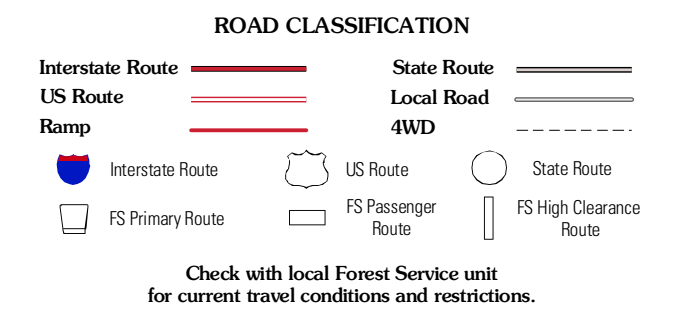 ROAD CLASSIFICATION
Interstate Route
State Route
US Route
Local Road
Ramp
4WD
Interstate Route
US Route
State Route
FS Primary Route
FS Passenger
Route
FS High Clearance
Route
Check with local Forest Service unit
for current travel conditions and restrictions.